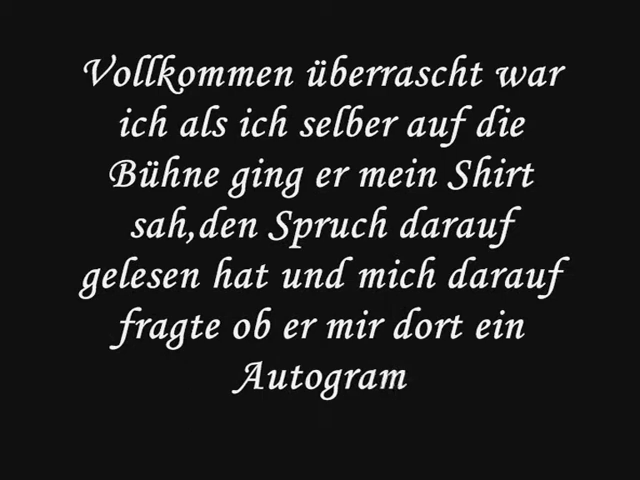 Vollkommen überrascht war
ich als ich selber auf die
Bühne ging er mein Shirt
sah,den Spruch darauf
gelesen hat und mich darauf
fragte ob er mir dort ein
Autogram